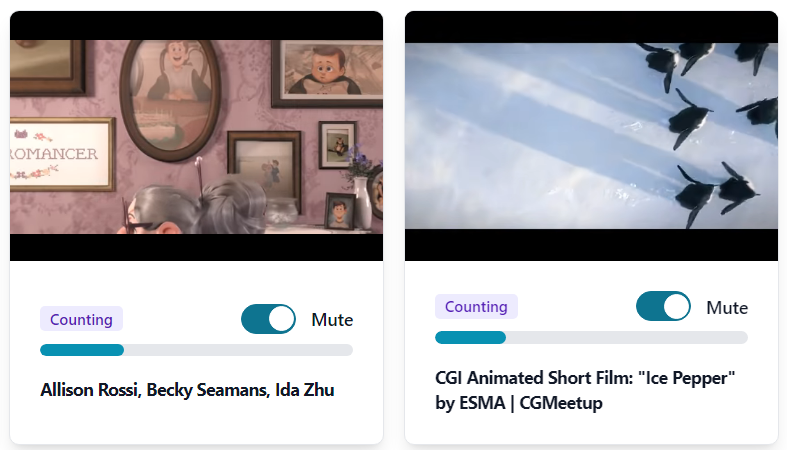 ROMANCER
Counting
Mute
Allison Rossi, Becky Seamans, Ida Zhu
Counting
Mute
CGI Animated Short Film: "Ice Pepper"
by ESMA | CGMeetup